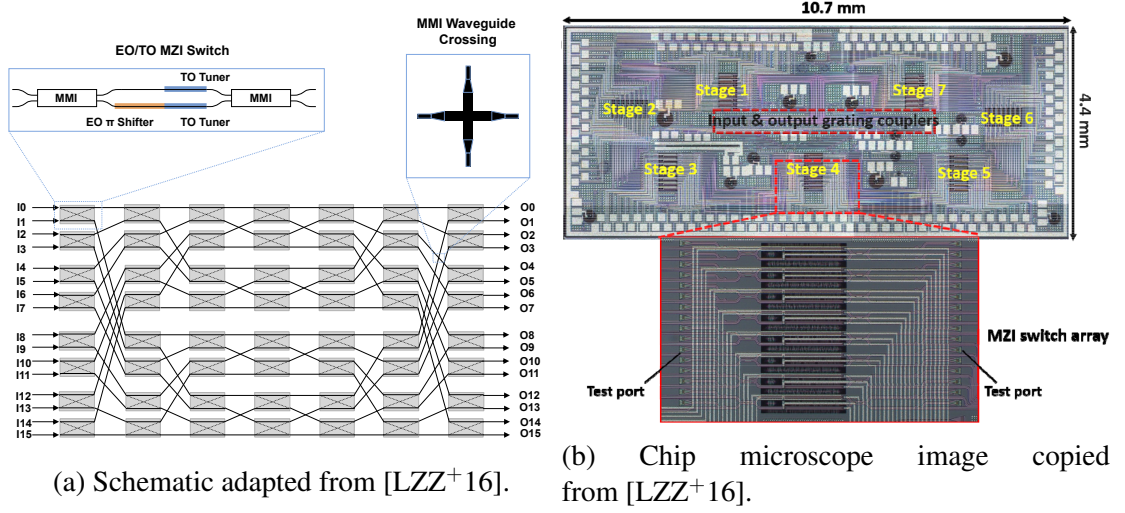 EO/TO MZI Switch
TO Tuner
MMI
MMI
EO π Shifter
TO Tuner
MMI Waveguide
Crossing
I0
I1
I2
I3
I4
I5
I6
I7
I8
I9
I10
I11
I12
I13
I14
I15
O0
O1
O2
O3
O4
O5
O6
O7
O8
O9
O10
O11
O12
O13
O14
O15
(a) Schematic adapted from [LZZ+16].
10.7 mm
4.4 mm
Stage 1
Stage 7
Stage 2
Input & output grating couplers
Stage 6
Stage 3
Stage 4
Stage 5
MZI switch array
Test port
Test port
(b) Chip microscope image copied
from [LZZ+16].